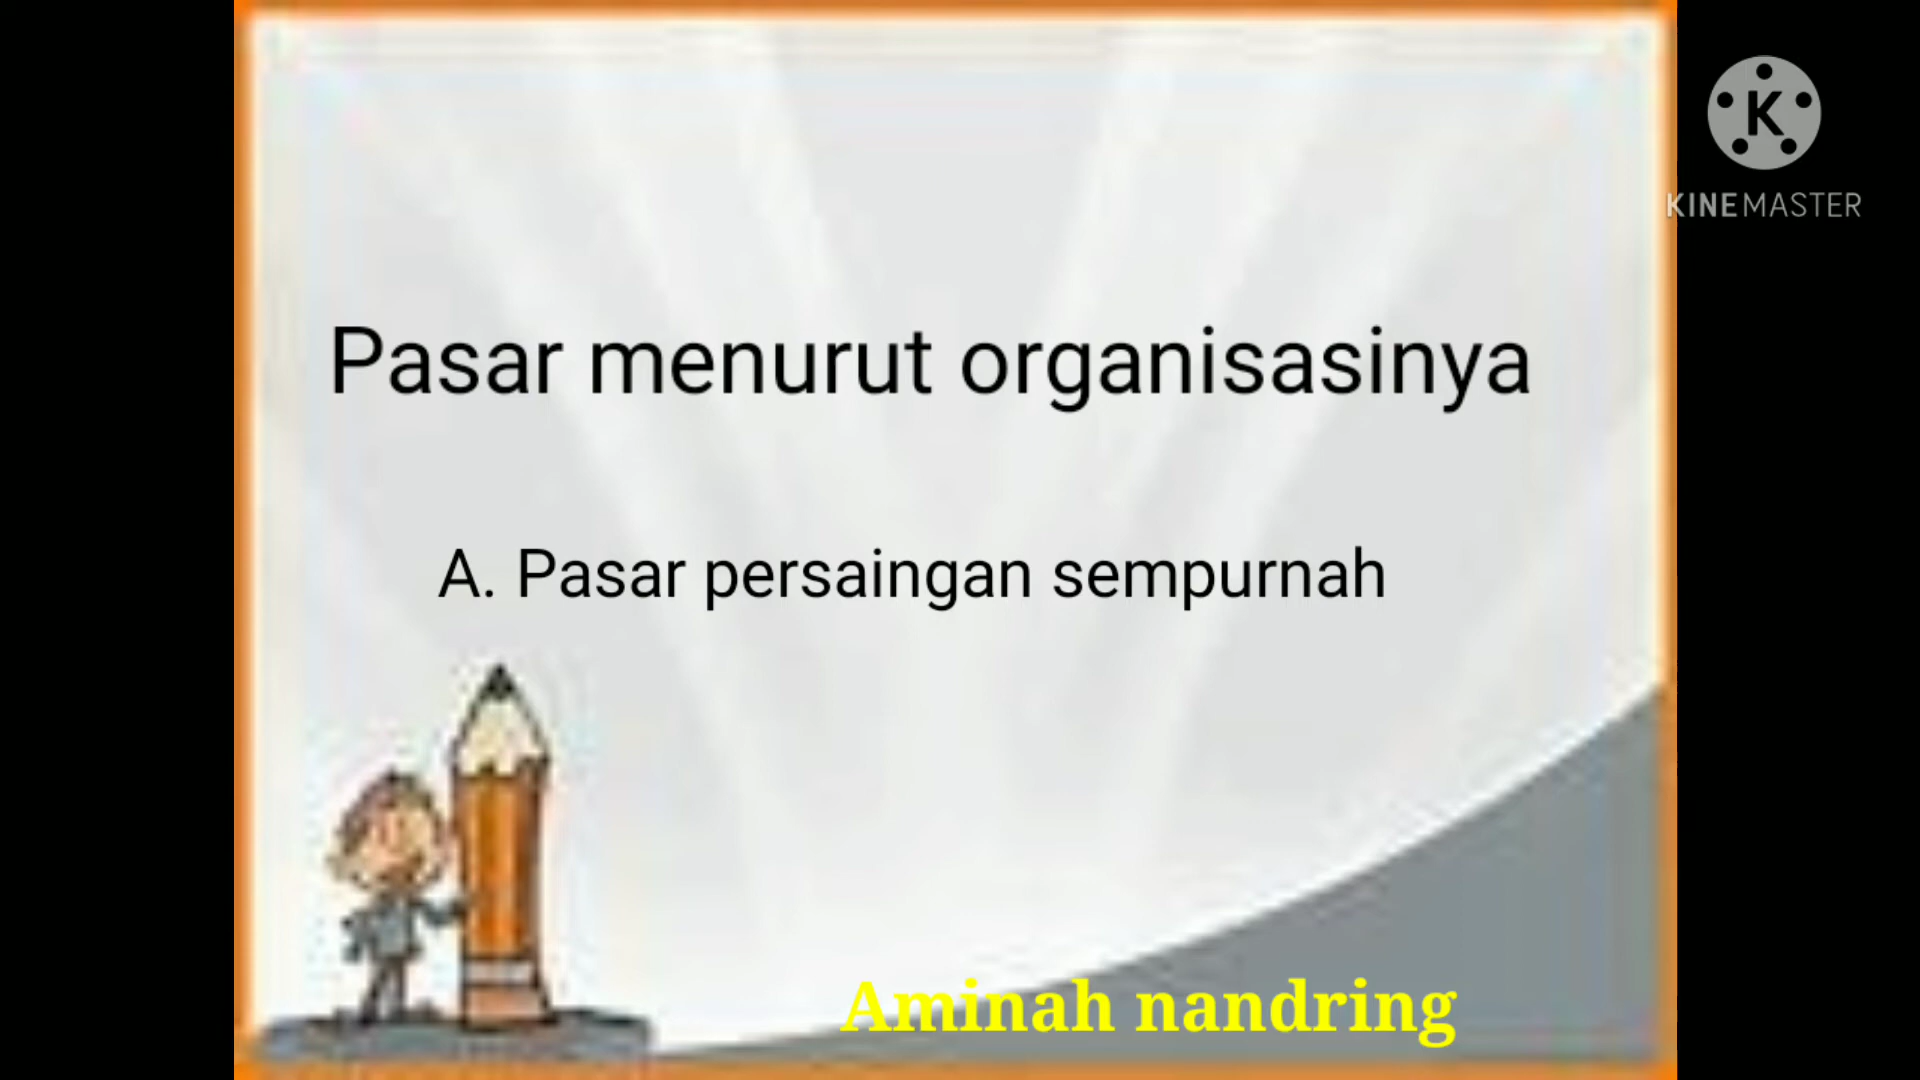 K
KINEMASTER
Pasar menurut organisasinya
A. Pasar persaingan sempurnah
Aminah nandring